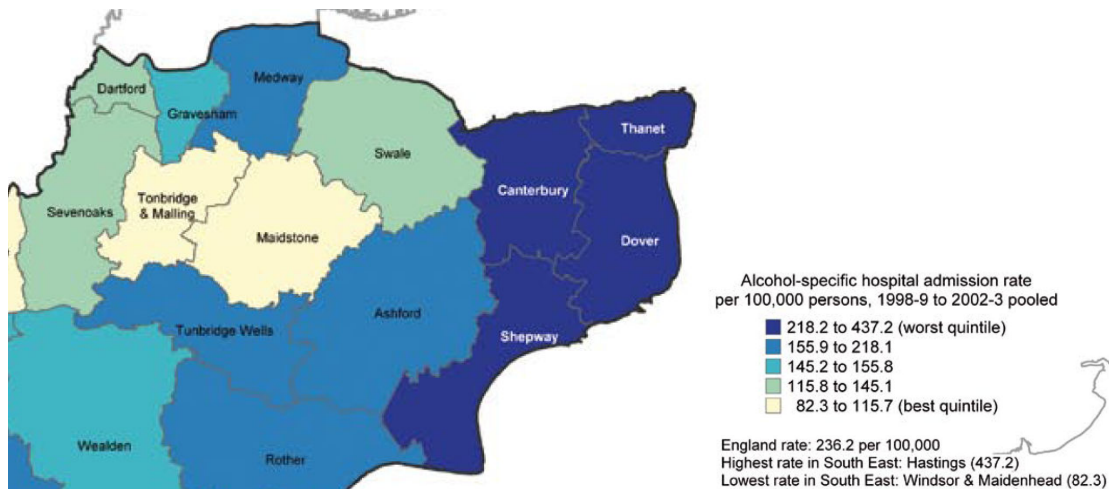 Dartford
Gravesham
Medway
Thanet
Swale
Canterbury
Sevenoaks
Tonbridge
& Malling
Maidstone
Dover
Ashford
Tunbridge Wells
Shepway
Wealden
Rother
Alcohol-specific hospital admission rate
per 100,000 persons, 1998-9 to 2002-3 pooled
218.2 to 437.2 (worst quintile)
155.9 to 218.1
145.2 to 155.8
115.8 to 145.1
82.3 to 115.7 (best quintile)
England rate: 236.2 per 100,000
Highest rate in South East: Hastings (437.2)
Lowest rate in South East: Windsor & Maidenhead (82.3)